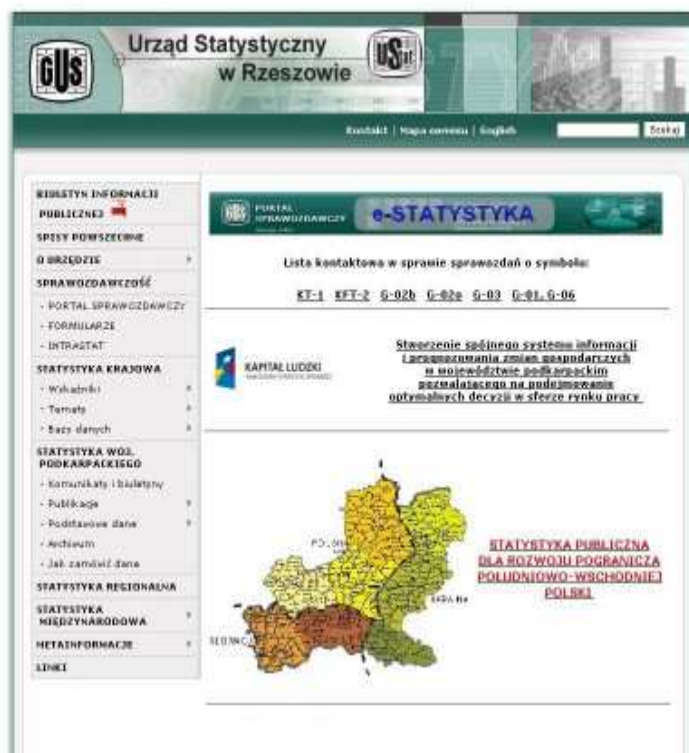 GUS
Urząd Statystyczny
w Rzeszowie
UStat
Kontakt | Mapa serwisu | English
Szukaj
BIULETYN INFORMACJI
PUBLICZNEJ
SPISY POWSZECHNE
O URZĘDZIE
SPRAWOZDAWCZOŚĆ
- PORTAL SPRAWOZDAWCZY
- FORMULARZE
- INTRASTAT
STATYSTYKA KRAJOWA
- Wskaźniki
- Tematy
- Bazy danych
STATYSTYKA WOJ.
PODKARPACKIEGO
- Komunikaty i biuletyny
- Publikacje
- Podstawowe dane
- Archiwum
- Jak zamówić dane
STATYSTYKA REGIONALNA
STATYSTYKA
MIĘDZYNARODOWA
METAINFORMACJE
LINKI
GUS PORTAL
SPRAWOZDAWCZY
e-STATYSTYKA
Lista kontaktowa w sprawie sprawozdań o symbolu:
KT-1 KFT-2 G-02b G-02o G-03 G-01, G-06
KAPITAŁ LUDZKI
Stworzenie spójnego systemu informacji
i prognozowania zmian gospodarczych
w województwie podkarpackim
pozwalającego na podejmowanie
optymalnych decyzji w sferze rynku pracy
STATYSTYKA PUBLICZNA
DLA ROZWOJU POGRANICZA
POŁUDNIOWO-WSCHODNIEJ
POLSKI